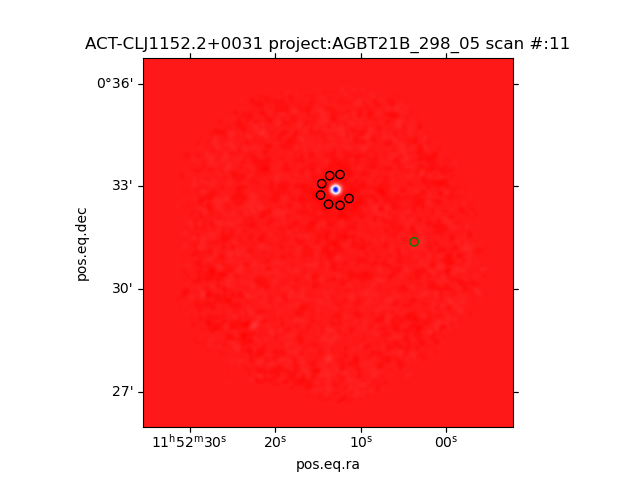 ACT-CLJ1152.2+0031 project:AGBT21B_298_05 scan #:11
0°36'
33'
30'
27'
pos.eq.dec
11ʰ52ᵐ30ˢ 20ˢ 10ˢ 00ˢ
pos.eq.ra